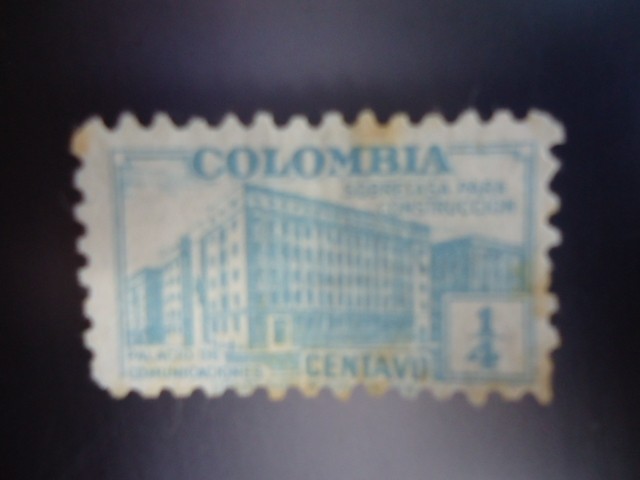 COLOMBIA
SOBRETASA PARA
CONSTRUCCION
1/4
PALACIO DE
COMUNICACIONES
CENTAVO